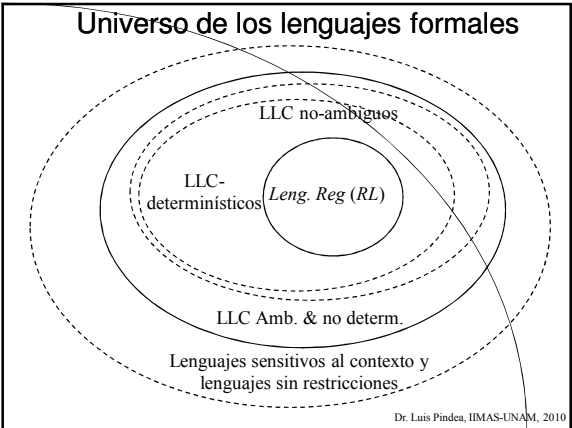 Universo de los lenguajes formales
LLC no-ambiguos
LLC-
determinísticos
Leng. Reg (RL)
LLC Amb. & no determ.
Lenguajes sensitivos al contexto y
lenguajes sin restricciones
Dr. Luis Pindea, IIMAS-UNAM, 2010